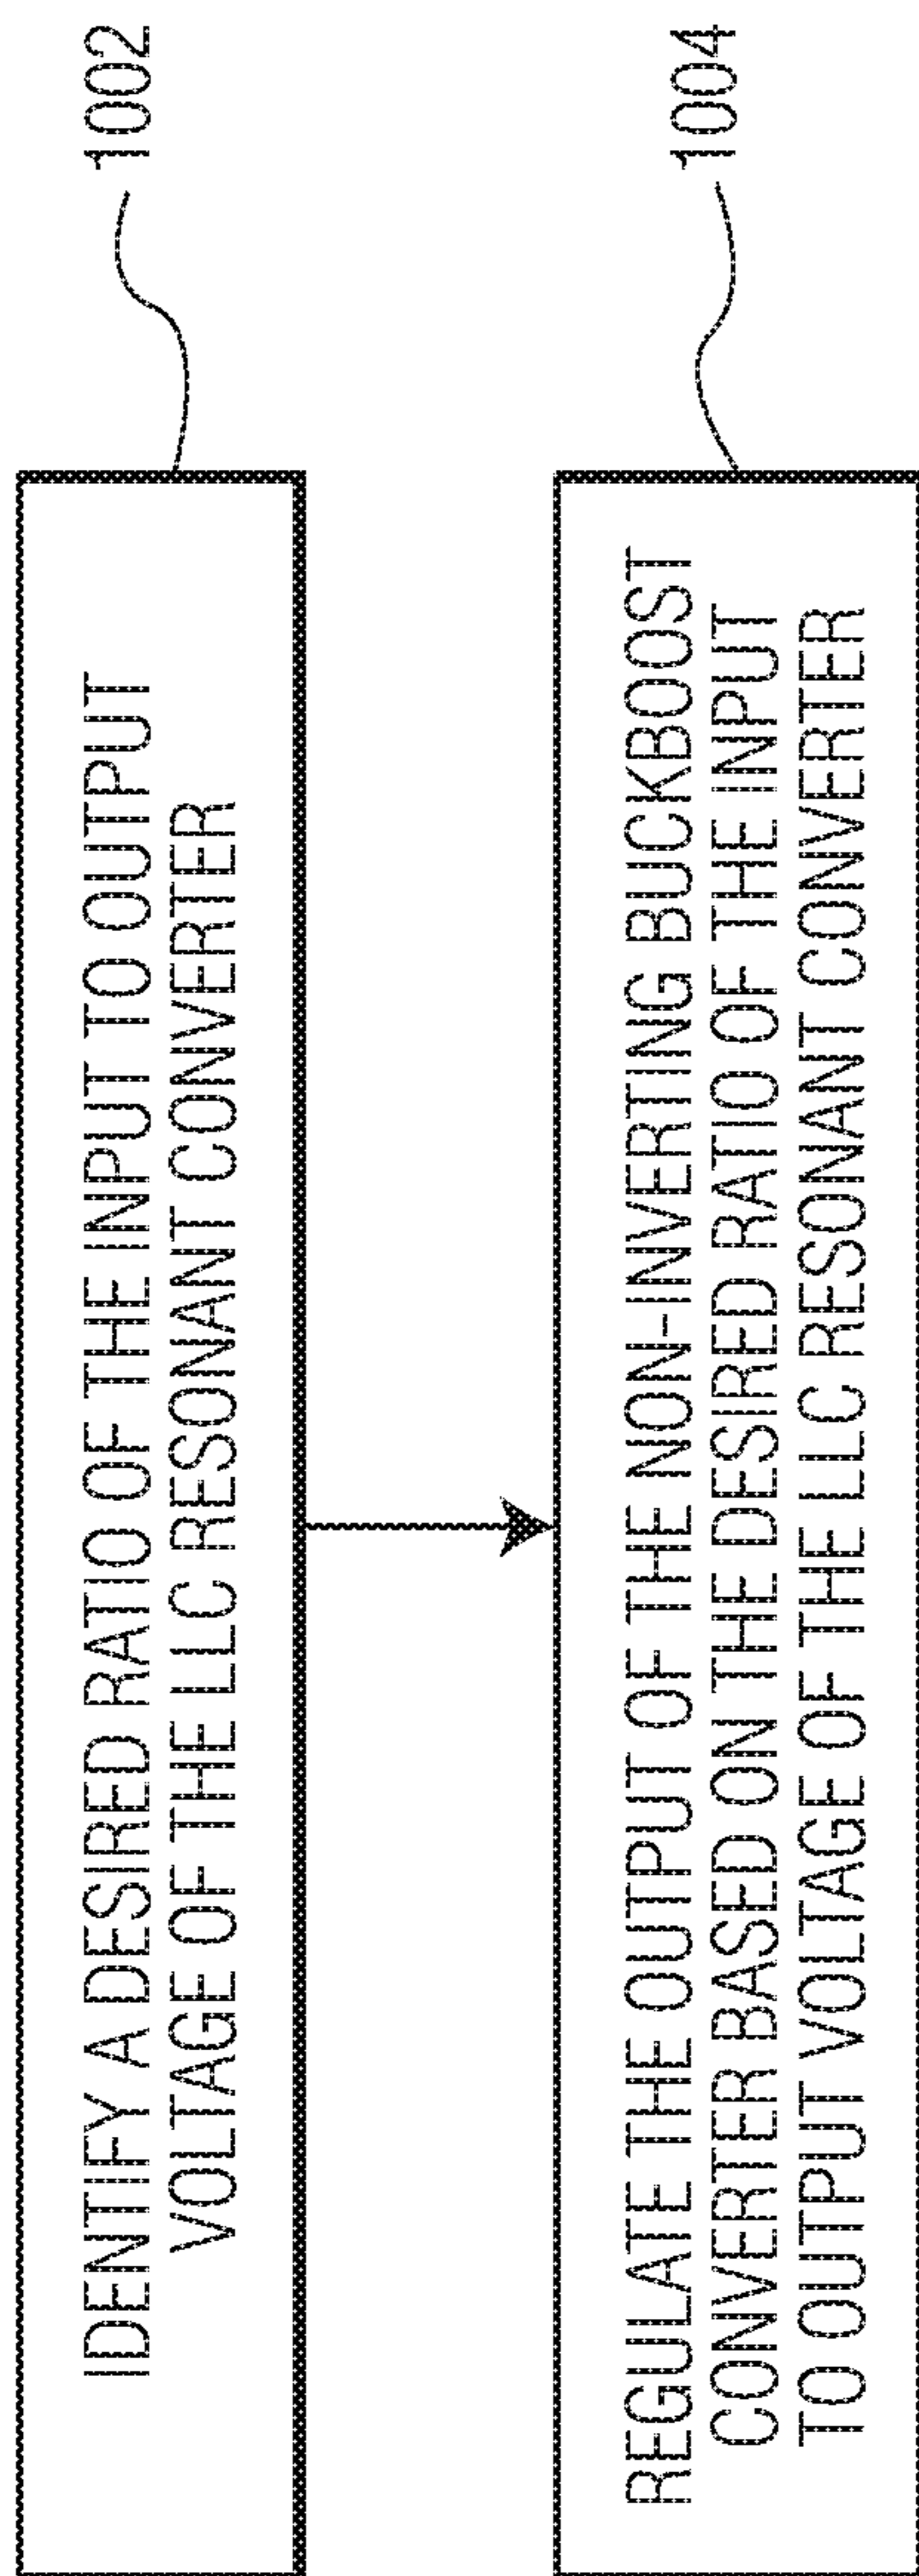 IDENTIFY A DESIRED RATIO OF THE INPUT TO OUTPUT
VOLTAGE OF THE LLC RESONANT CONVERTER
1002
REGULATE THE OUTPUT OF THE NON-INVERTING BUCKBOOST
CONVERTER BASED ON THE DESIRED RATIO OF THE INPUT
TO OUTPUT VOLTAGE OF THE LLC RESONANT CONVERTER
1004